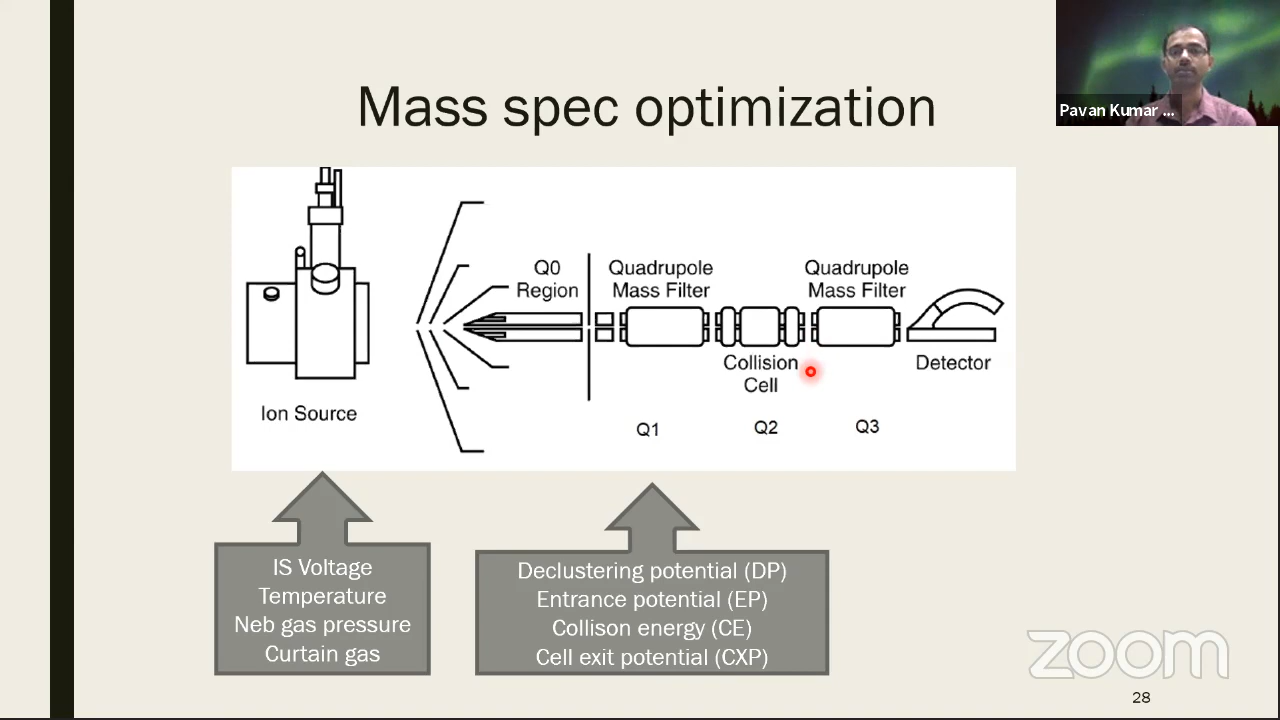 Pavan Kumar ...
Mass spec optimization
Q0
Region
Quadrupole
Mass Filter
Quadrupole
Mass Filter
Collision
Cell
Detector
Ion Source
Q1
Q2
Q3
IS Voltage
Temperature
Neb gas pressure
Curtain gas
Declustering potential (DP)
Entrance potential (EP)
Collison energy (CE)
Cell exit potential (CXP)
zoom
28